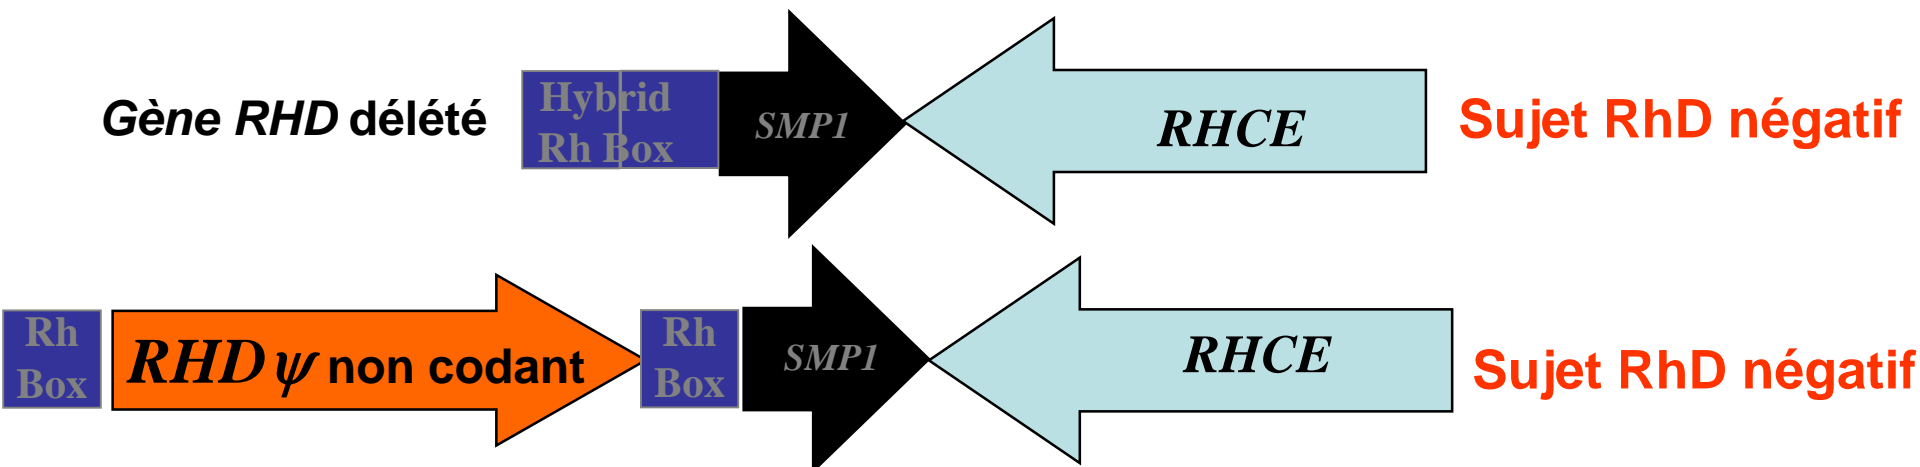 Gène RHD délété
Hybrid
Rh Box
SMP1
RHCE
Sujet RhD négatif
Rh
Box
RHD ψ non codant
Rh
Box
SMP1
RHCE
Sujet RhD négatif